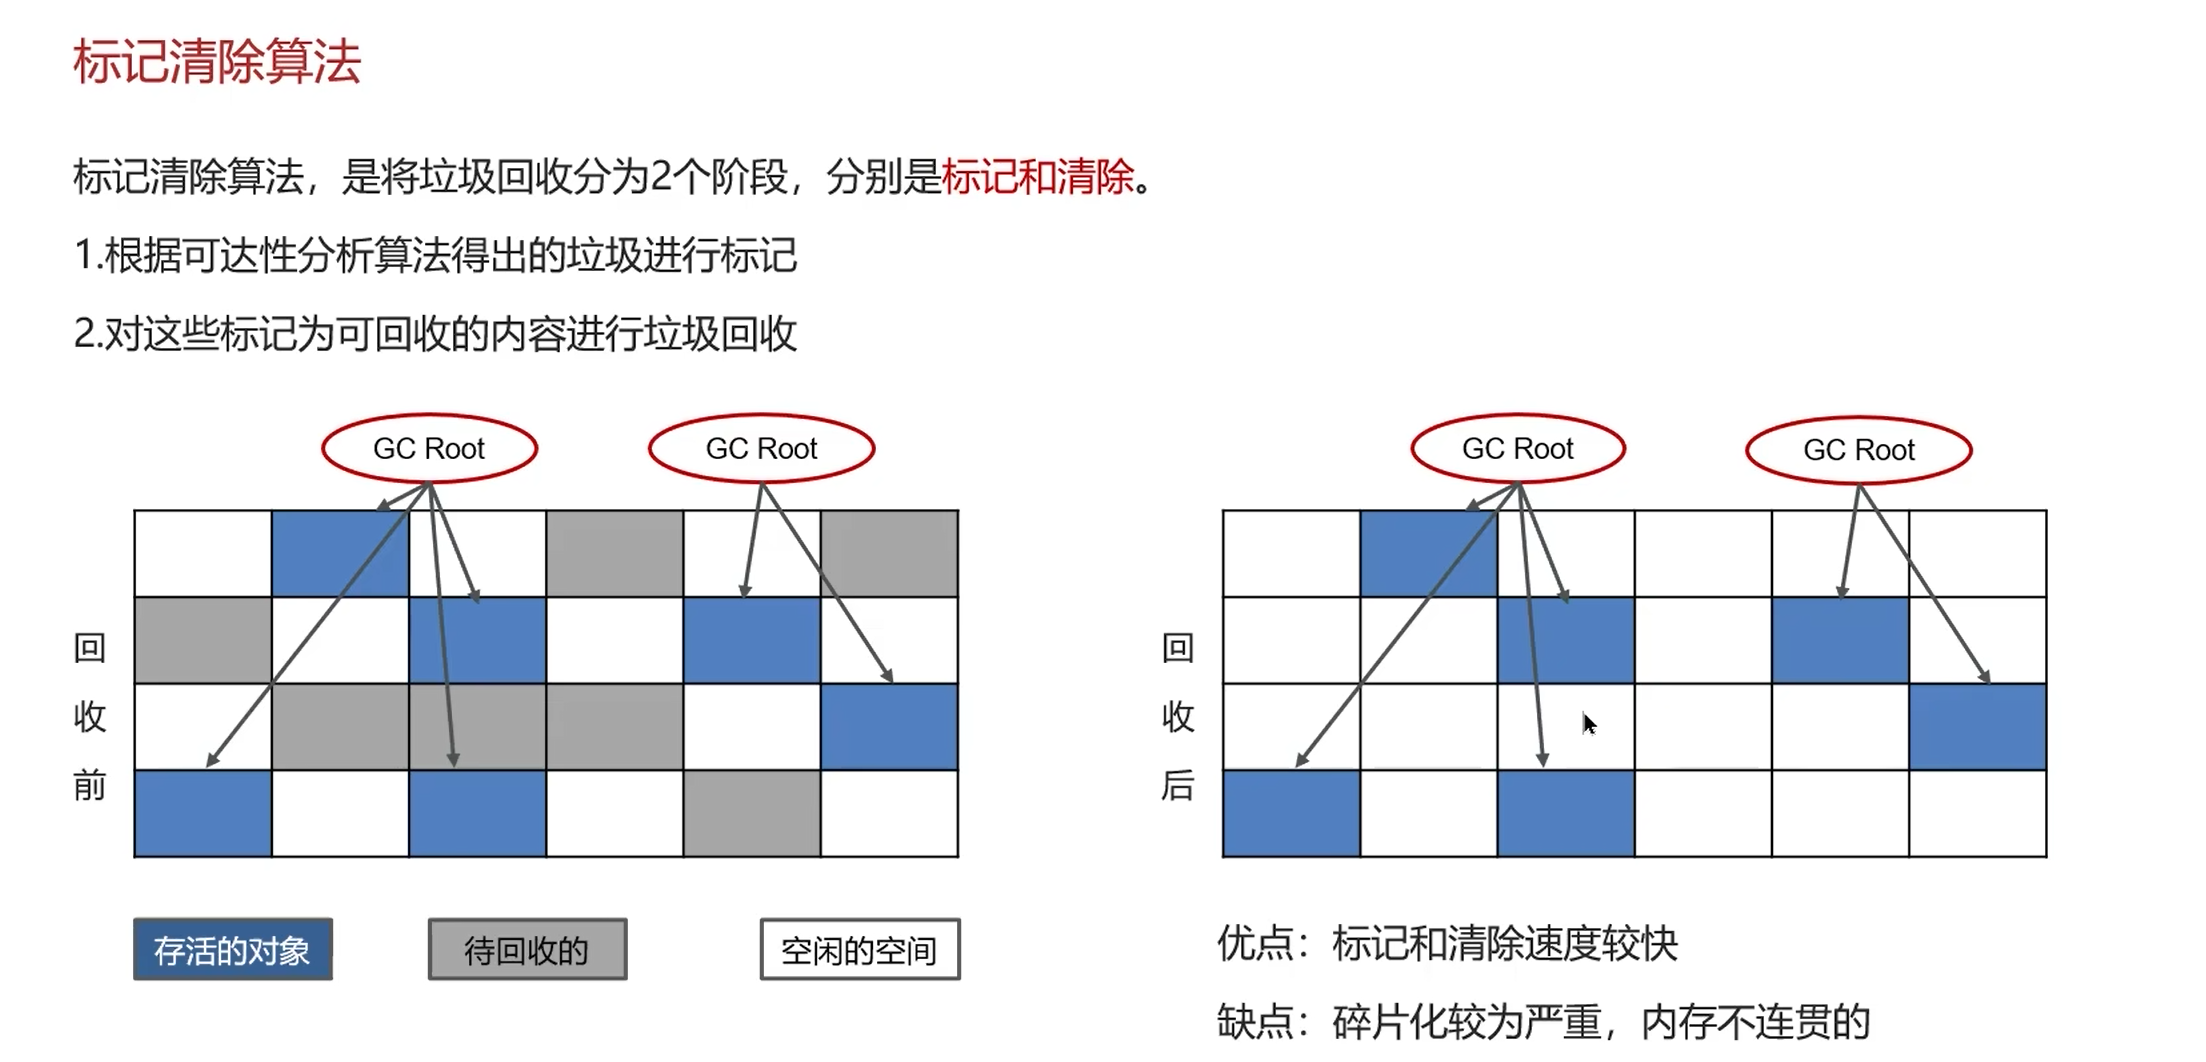 标记清除算法
标记清除算法，是将垃圾回收分为2个阶段，分别是标记和清除。
1.根据可达性分析算法得出的垃圾进行标记
2.对这些标记为可回收的内容进行垃圾回收
GC Root
GC Root
回
收
前
存活的对象
待回收的
空闲的空间
GC Root
GC Root
回
收
后
优点：标记和清除速度较快
缺点：碎片化较为严重，内存不连贯的